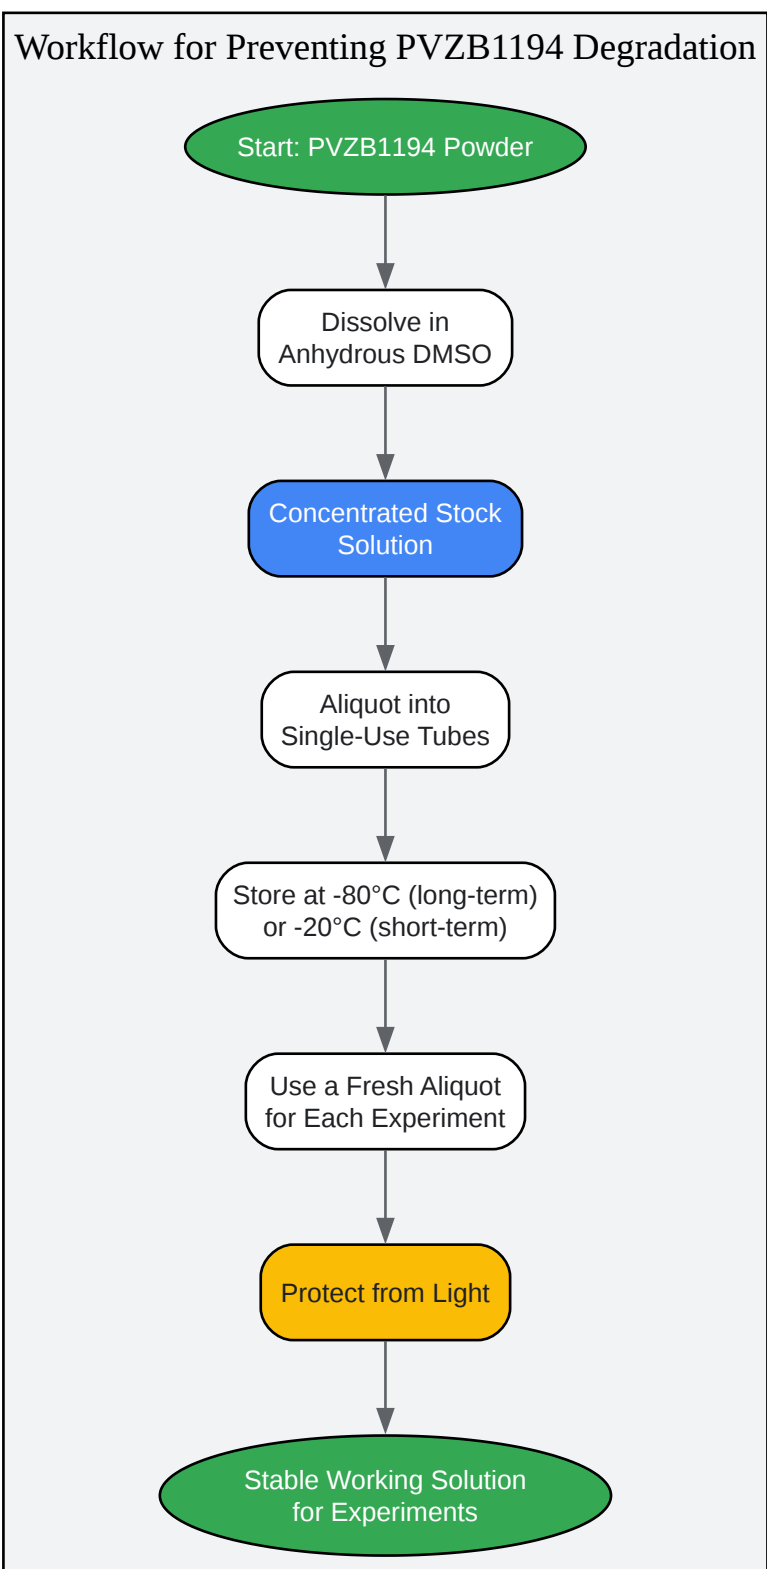 Workflow for Preventing PVZB1194 Degradation
Start: PVZB1194 Powder
Dissolve in
Anhydrous DMSO
Concentrated Stock
Solution
Aliquot into
Single-Use Tubes
Store at -80°C (long-term)
or -20°C (short-term)
Use a Fresh Aliquot
for Each Experiment
Protect from Light
Stable Working Solution
for Experiments